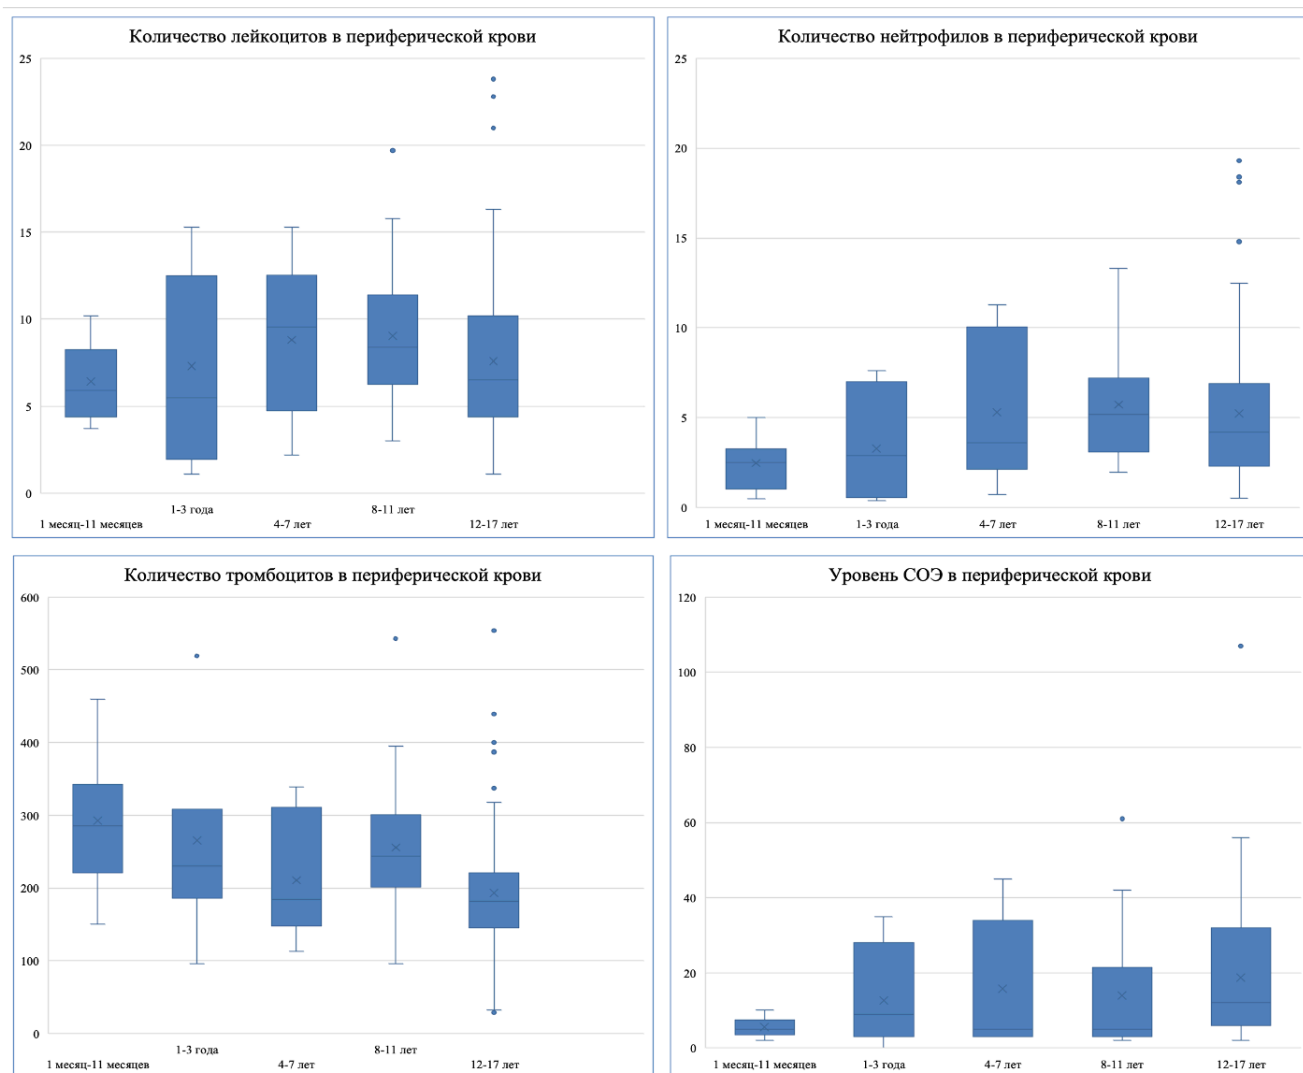 Количество лейкоцитов в периферической крови
25
20
15
10
5
0
1 месяц-11 месяцев
1-3 года
4-7 лет
8-11 лет
12-17 лет
Количество нейтрофилов в периферической крови
25
20
15
10
5
0
1 месяц-11 месяцев
1-3 года
4-7 лет
8-11 лет
12-17 лет
Количество тромбоцитов в периферической крови
600
500
400
300
200
100
0
1 месяц-11 месяцев
1-3 года
4-7 лет
8-11 лет
12-17 лет
Уровень СОЭ в периферической крови
120
100
80
60
40
20
0
1 месяц-11 месяцев
1-3 года
4-7 лет
8-11 лет
12-17 лет